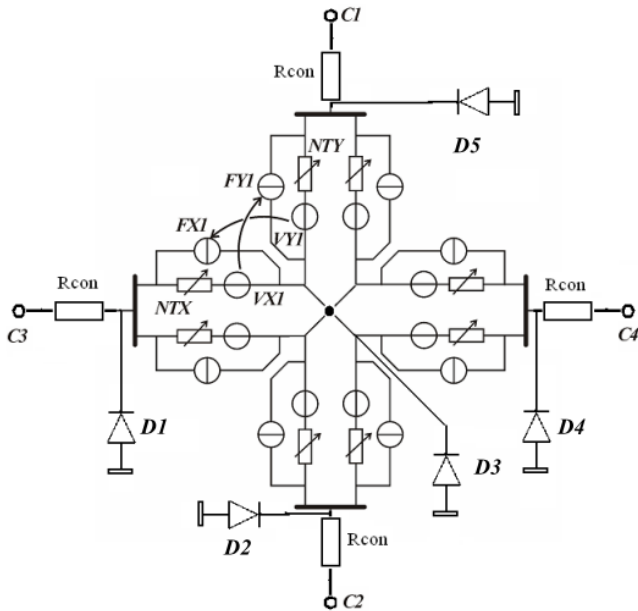 C1
Rcon
D5
NTY
FY1
FX1
VY1
Rcon
Rcon
C3
NTX
VX1
C4
D1
D4
D3
D2
Rcon
C2